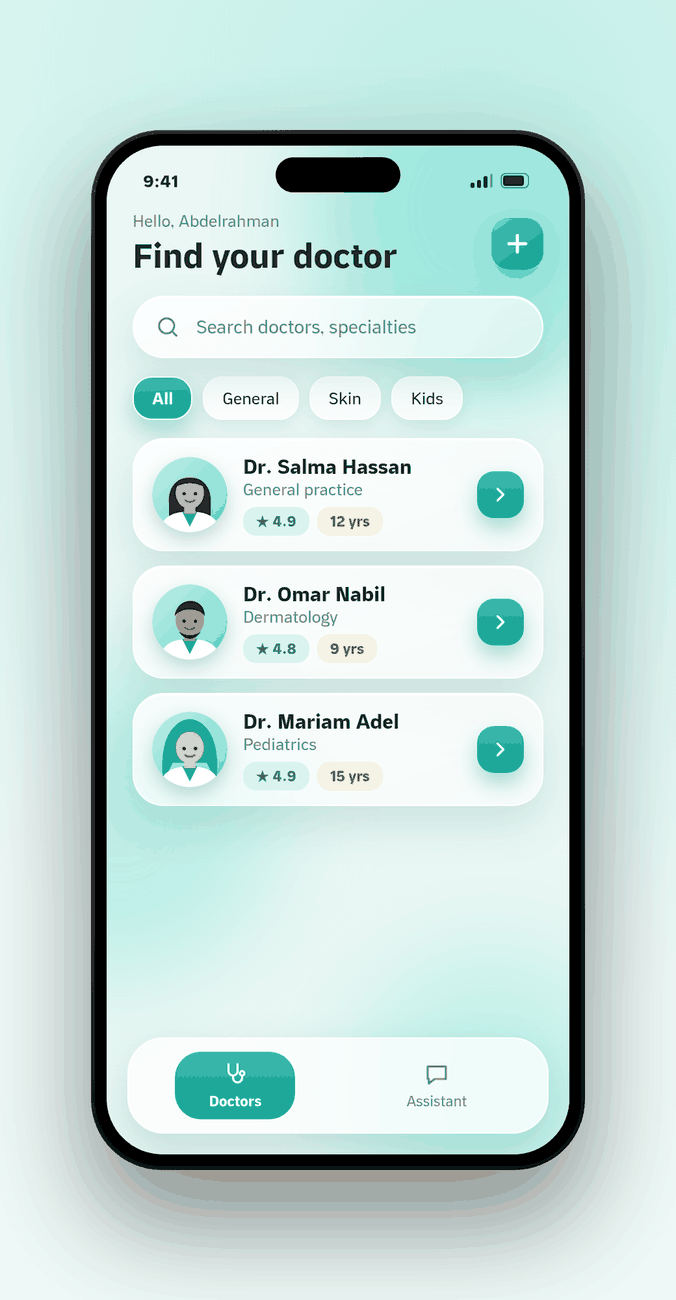 9:41
Hello, Abdelrahman
Find your doctor
Search doctors, specialties
All General Skin Kids
Dr. Salma Hassan
General practice
★ 4.9 12 yrs
Dr. Omar Nabil
Dermatology
★ 4.8 9 yrs
Dr. Mariam Adel
Pediatrics
★ 4.9 15 yrs
Doctors Assistant